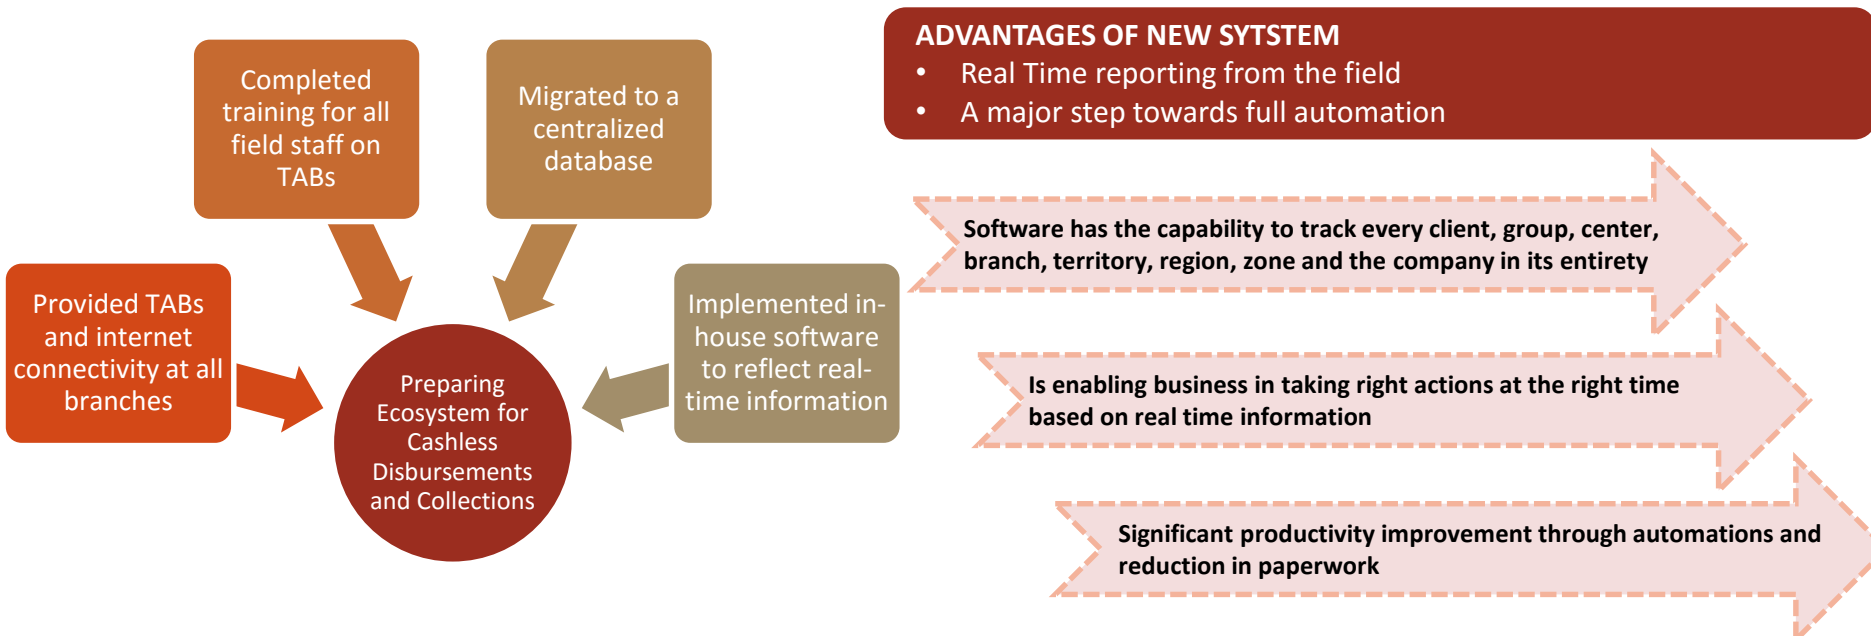 Completed
training for all
field staff on
TABs
Migrated to a
centralized
database
Provided TABs
and internet
connectivity at all
branches
Implemented in-
house software
to reflect real-
time information
Preparing
Ecosystem for
Cashless
Disbursements
and Collections
ADVANTAGES OF NEW SYTSTEM
• Real Time reporting from the field
• A major step towards full automation
Software has the capability to track every client, group, center,
branch, territory, region, zone and the company in its entirety
Is enabling business in taking right actions at the right time
based on real time information
Significant productivity improvement through automations and
reduction in paperwork